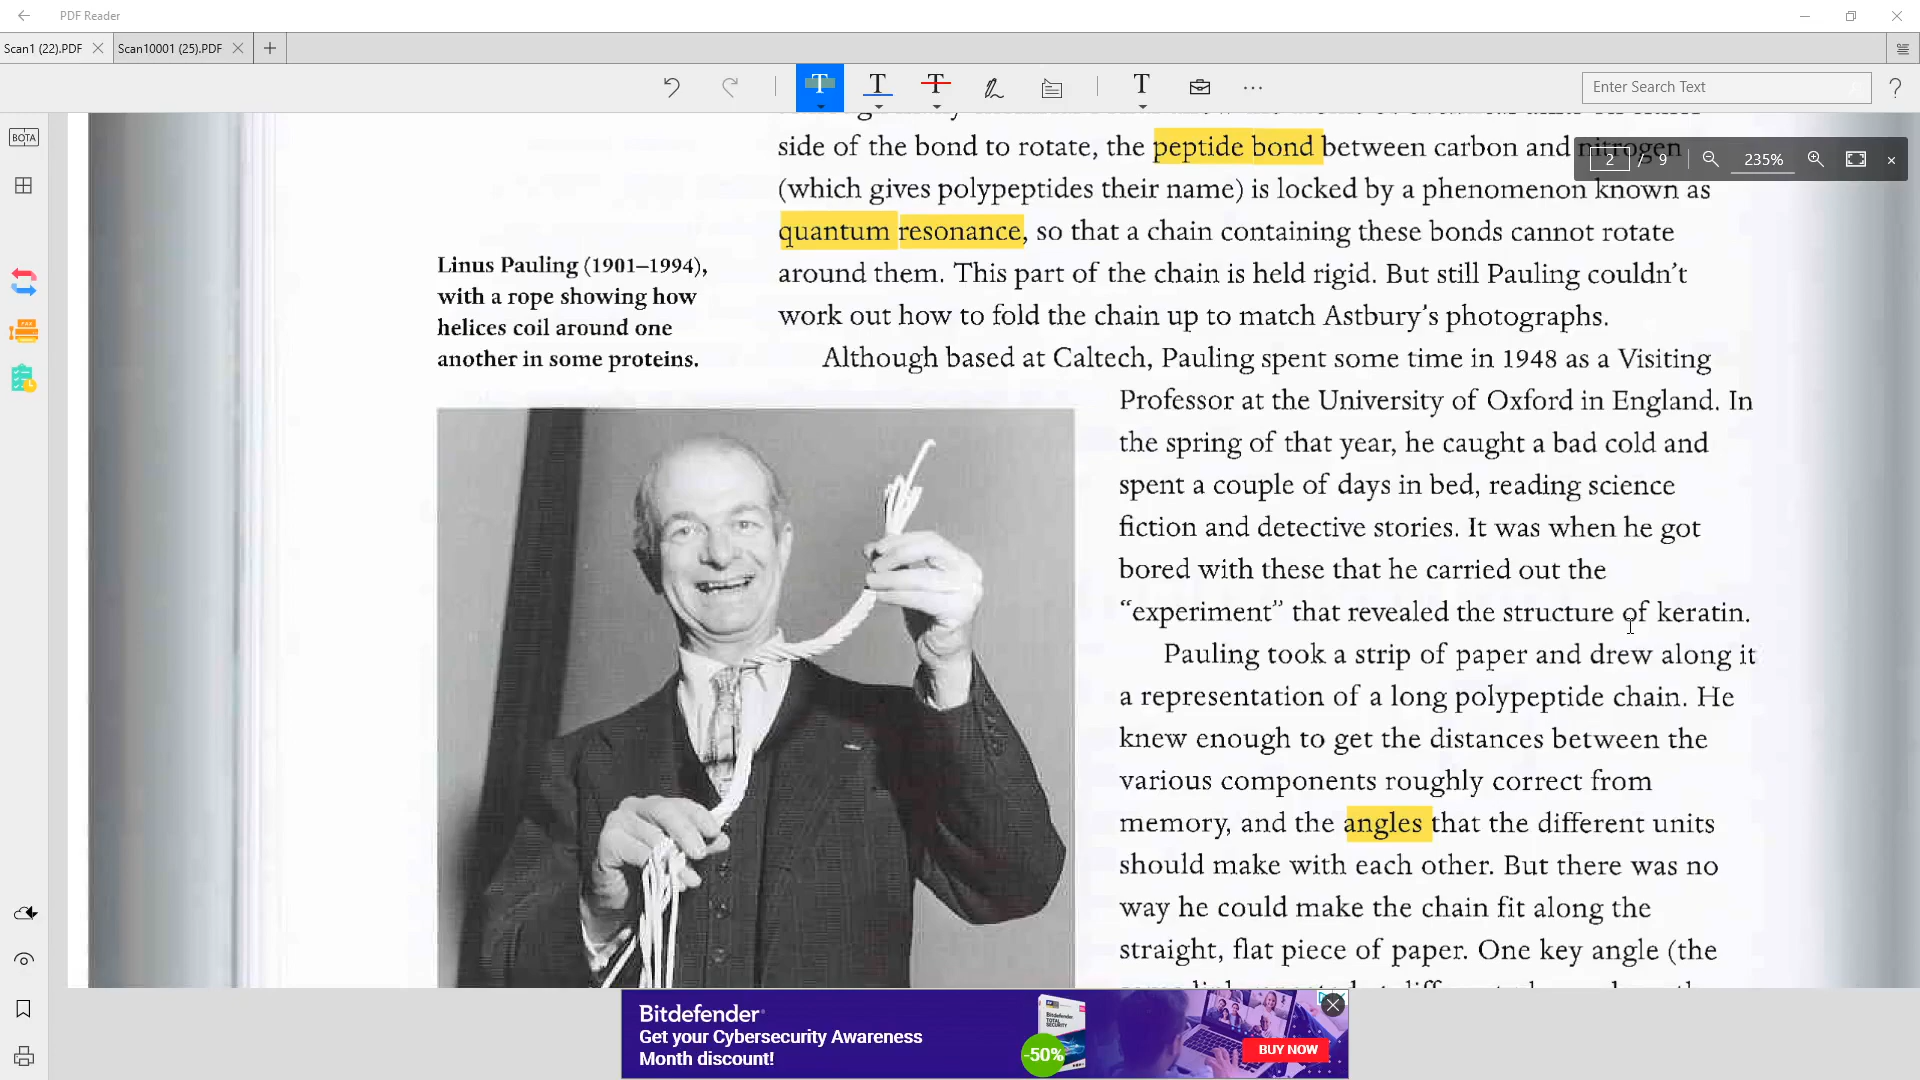 PDF Reader
Scan1 (22).PDF
Scan10001 (25).PDF
Enter Search Text
BOTA
2 / 9
235%
side of the bond to rotate, the peptide bond between carbon and nitrogen
(which gives polypeptides their name) is locked by a phenomenon known as
quantum resonance, so that a chain containing these bonds cannot rotate
around them. This part of the chain is held rigid. But still Pauling couldn't
work out how to fold the chain up to match Astbury's photographs.
Linus Pauling (1901–1994),
with a rope showing how
helices coil around one
another in some proteins.
Although based at Caltech, Pauling spent some time in 1948 as a Visiting
Professor at the University of Oxford in England. In
the spring of that year, he caught a bad cold and
spent a couple of days in bed, reading science
fiction and detective stories. It was when he got
bored with these that he carried out the
“experiment” that revealed the structure of keratin.
Pauling took a strip of paper and drew along it
a representation of a long polypeptide chain. He
knew enough to get the distances between the
various components roughly correct from
memory, and the angles that the different units
should make with each other. But there was no
way he could make the chain fit along the
straight, flat piece of paper. One key angle (the
Bitdefender
Get your Cybersecurity Awareness
Month discount!
-50%
BUY NOW